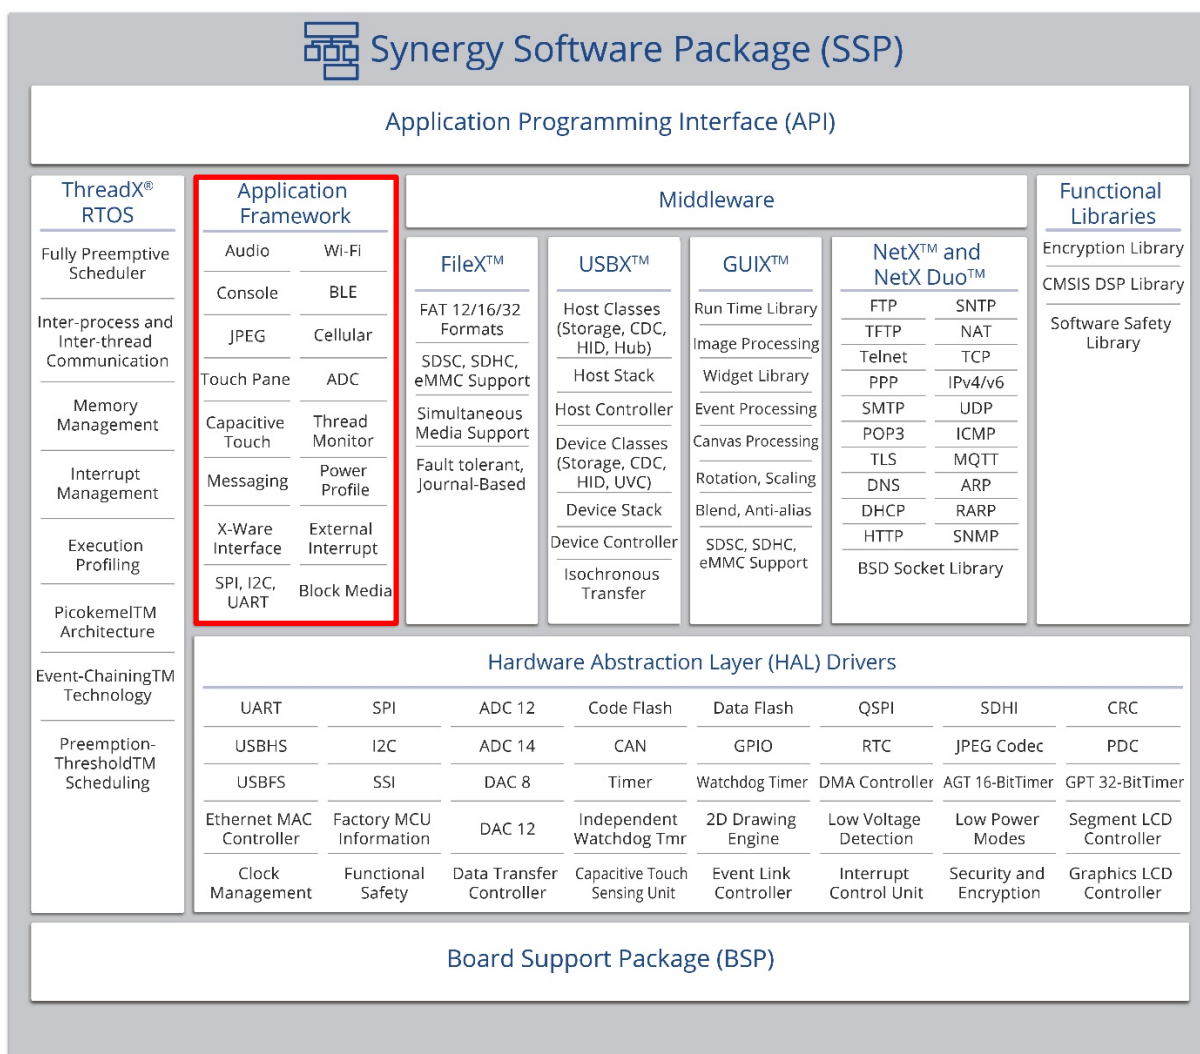 Synergy Software Package (SSP)
Application Programming Interface (API)
ThreadX®
RTOS
Fully Preemptive
Scheduler
Inter-process and
Inter-thread
Communication
Memory
Management
Interrupt
Management
Execution
Profiling
PicokemelTM
Architecture
Event-ChainingTM
Technology
Preemption-
ThresholdTM
Scheduling
Application
Framework
Audio
Wi-Fi
Console
BLE
JPEG
Cellular
Touch Pane
ADC
Capacitive
Touch
Thread
Monitor
Messaging
Power
Profile
X-Ware
Interface
External
Interrupt
SPI, I2C,
UART
Block Media
Middleware
FileX™
FAT 12/16/32
Formats
SDSC, SDHC,
eMMC Support
Simultaneous
Media Support
Fault tolerant,
Journal-Based
USBX™
Host Classes
(Storage, CDC,
HID, Hub)
Host Stack
Host Controller
Device Classes
(Storage, CDC,
HID, UVC)
Device Stack
Device Controller
Isochronous
Transfer
GUIX™
Run Time Library
Image Processing
Widget Library
Event Processing
Canvas Processing
Rotation, Scaling
Blend, Anti-alias
SDSC, SDHC,
eMMC Support
NetX™ and
NetX Duo™
FTP
SNTP
TFTP
NAT
Telnet
TCP
PPP
IPv4/v6
SMTP
UDP
POP3
ICMP
TLS
MQTT
DNS
ARP
DHCP
RARP
HTTP
SNMP
BSD Socket Library
Functional
Libraries
Encryption Library
CMSIS DSP Library
Software Safety
Library
Hardware Abstraction Layer (HAL) Drivers
UART
SPI
ADC 12
Code Flash
Data Flash
QSPI
SDHI
CRC
USBHS
I2C
ADC 14
CAN
GPIO
RTC
JPEG Codec
PDC
USBFS
SSI
DAC 8
Timer
Watchdog Timer
DMA Controller
AGT 16-BitTimer
GPT 32-BitTimer
Ethernet MAC
Controller
Factory MCU
Information
DAC 12
Independent
Watchdog Tmr
2D Drawing
Engine
Low Voltage
Detection
Low Power
Modes
Segment LCD
Controller
Clock
Management
Functional
Safety
Data Transfer
Controller
Capacitive Touch
Sensing Unit
Event Link
Controller
Interrupt
Control Unit
Security and
Encryption
Graphics LCD
Controller
Board Support Package (BSP)